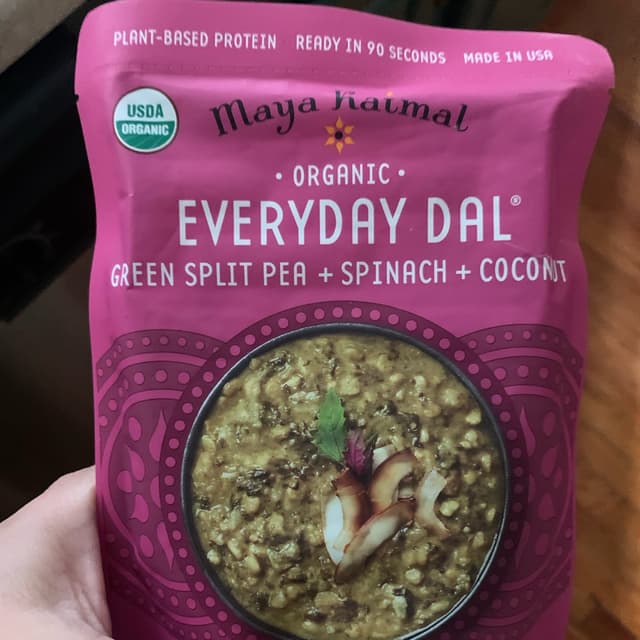 PLANT-BASED PROTEIN READY IN 90 SECONDS MADE IN USA
USDA
ORGANIC
Maya Kaimal
• ORGANIC •
EVERYDAY DAL®
GREEN SPLIT PEA + SPINACH + COCONUT